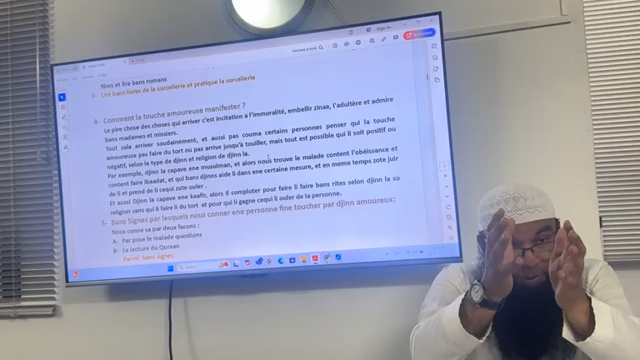 films et lire bans romans
6- Lire bans livres de la sorcellerie et pratique la sorcellerie
4- Comment la touche amoureuse manifester ?
Le pire chose des choses qui arriver c'est incitation a l'immoralité, embellir zinaa, l'adultère et admire
bans madames et missiers.
Tout sala arriver soudainement, et aussi pas couma certains personnes penser qui la touche
amoureuse pas faire du tort ou pas arrive jusqu'à touiller, mais tout est possible qui li soit positif ou
négatif, selon le type de djinn et religion de djinn la.
Par exemple, djinn la capave ene musulman, et alors nous trouve le malade content l'obéissance et
content faire ibaadat, et qui bans djinns aide li dans ene certaine mesure, et en meme temps zote juir
de li et prend de li cequi zote ouler .
Et aussi Djinn la capave ene kaafir, alors li comploter pour faire li faire bans rites selon djinn la so
religion sans qui li faire li du tort et pour qui li gagne cequi li ouler de la personne.
5- Bans Signes par lesquels nous conner ene personne fine toucher par djinn amoureux:
Nous conne sa par deux facons :
A- Par pose le malade questions
B- La lecture du Quraan
Parmi bans signes: